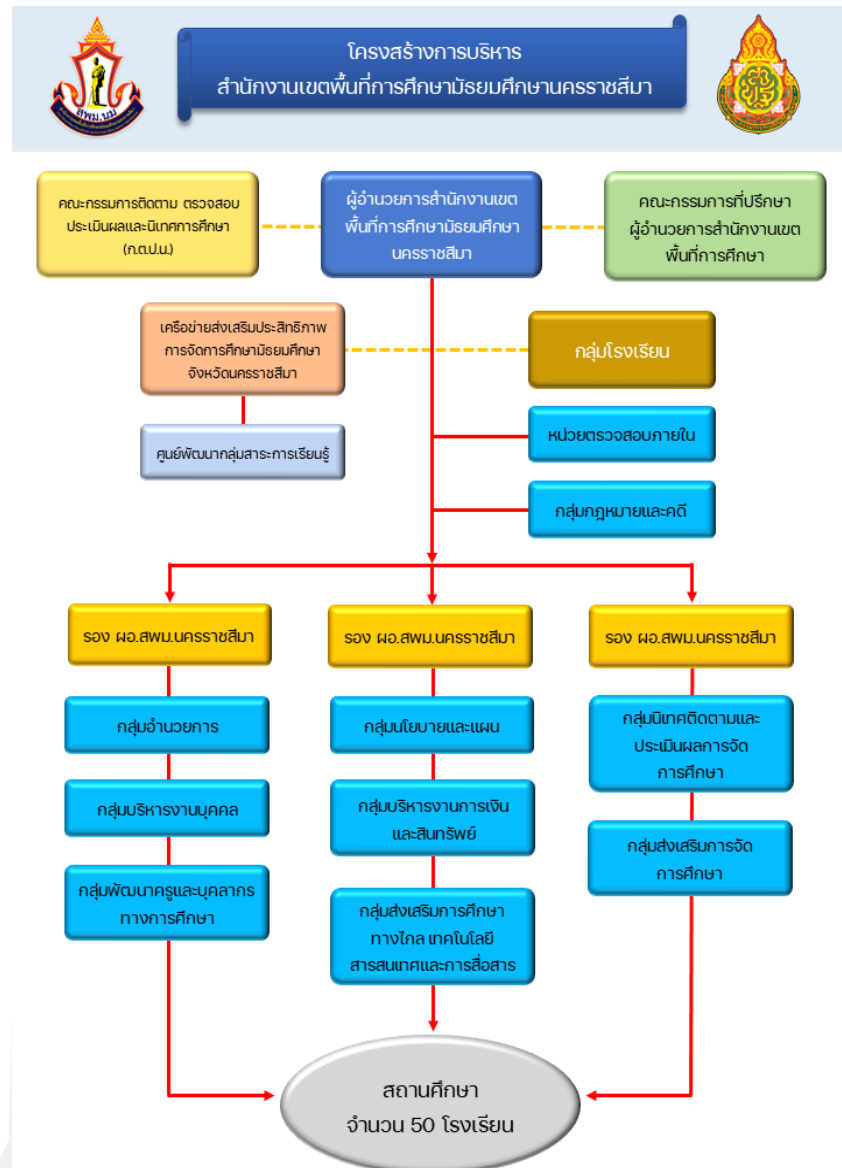 โครงสร้างการบริหาร
สำนักงานเขตพื้นที่การศึกษามัธยมศึกษานครราชสีมา
สพม.นม
คณะกรรมการติดตาม ตรวจสอบ
ประเมินผลและนิเทศการศึกษา
(ก.ต.ป.น.)
ผู้อำนวยการสำนักงานเขต
พื้นที่การศึกษามัธยมศึกษา
นครราชสีมา
คณะกรรมการที่ปรึกษา
ผู้อำนวยการสำนักงานเขต
พื้นที่การศึกษา
เครือข่ายส่งเสริมประสิทธิภาพ
การจัดการศึกษามัธยมศึกษา
จังหวัดนครราชสีมา
กลุ่มโรงเรียน
ศูนย์พัฒนากลุ่มสาระการเรียนรู้
หน่วยตรวจสอบภายใน
กลุ่มกฎหมายและคดี
รอง ผอ.สพม.นครราชสีมา
รอง ผอ.สพม.นครราชสีมา
รอง ผอ.สพม.นครราชสีมา
กลุ่มอำนวยการ
กลุ่มนโยบายและแผน
กลุ่มนิเทศติดตามและ
ประเมินผลการจัด
การศึกษา
กลุ่มบริหารงานบุคคล
กลุ่มบริหารงานการเงิน
และสินทรัพย์
กลุ่มส่งเสริมการจัด
การศึกษา
กลุ่มพัฒนาครูและบุคลากร
ทางการศึกษา
กลุ่มส่งเสริมการศึกษา
ทางไกล เทคโนโลยี
สารสนเทศและการสื่อสาร
สถานศึกษา
จำนวน 50 โรงเรียน